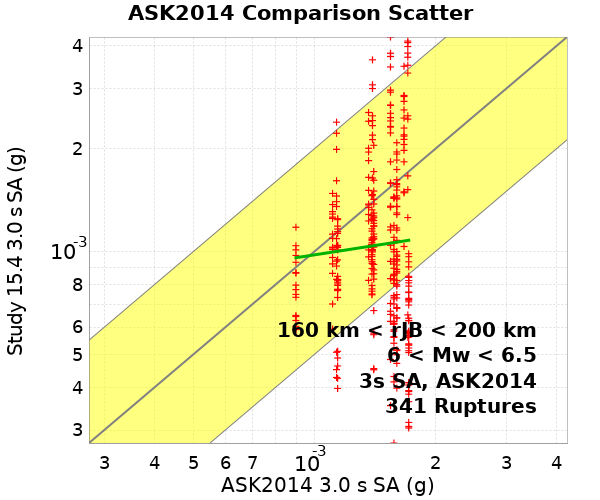 ASK2014 Comparison Scatter
Study 15.4 3.0 s SA (g)
4
3
2
10-3
8
6
5
4
3
160 km < rJB < 200 km
6 < Mw < 6.5
3s SA, ASK2014
341 Ruptures
3 4 5 6 7 10-3 2 3 4
ASK2014 3.0 s SA (g)